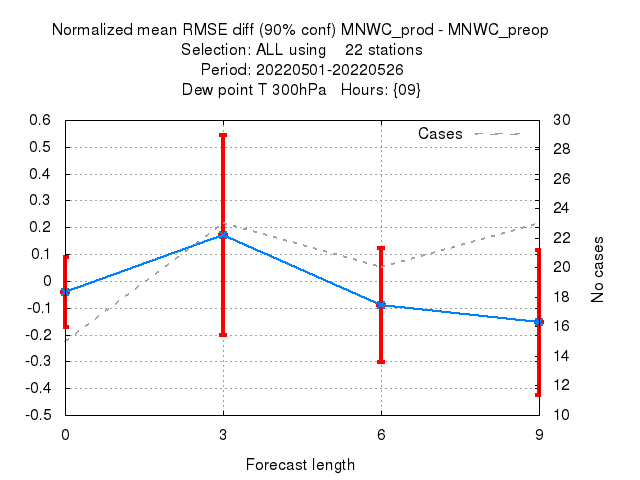 Normalized mean RMSE diff (90% conf) MNWC_prod - MNWC_preop
Selection: ALL using    22 stations
Period: 20220501-20220526
Dew point T 300hPa   Hours: {09}
Cases
0.6
0.5
0.4
0.3
0.2
0.1
0
-0.1
-0.2
-0.3
-0.4
-0.5
30
28
26
24
22
20
18
16
14
12
10
No cases
0 3 6 9
Forecast length